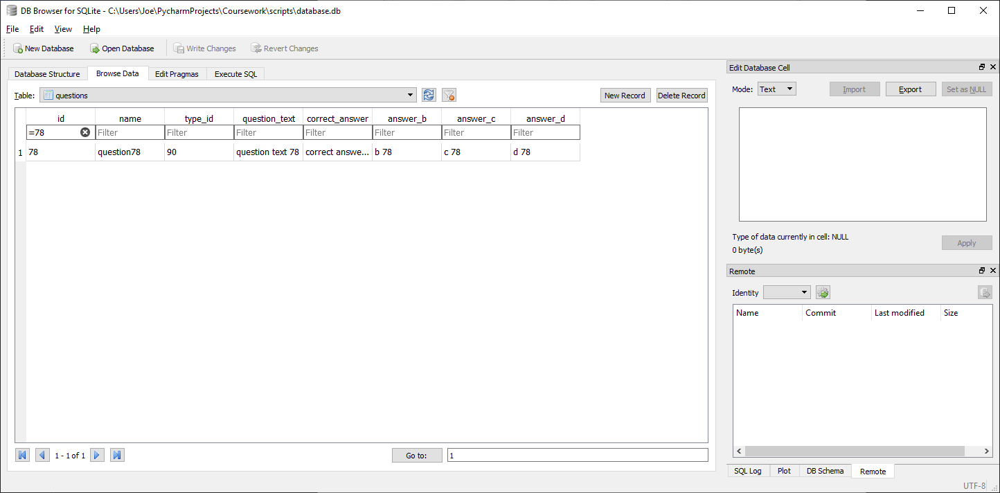 DB Browser for SQLite - C:\Users\Joe\PycharmProjects\Coursework\scripts\database.db
File Edit View Help
New Database Open Database Write Changes Revert Changes
Database Structure Browse Data Edit Pragmas Execute SQL
Table: questions New Record Delete Record
id name type_id question_text correct_answer answer_b answer_c answer_d
=78 Filter Filter Filter Filter Filter Filter Filter
1 78 question78 90 question text 78 correct answe... b 78 c 78 d 78
1 - 1 of 1 Go to: 1
Edit Database Cell
Mode: Text Import Export Set as NULL
Type of data currently in cell: NULL
0 byte(s)
Apply
Remote
Identity
Name Commit Last modified Size
SQL Log Plot DB Schema Remote
UTF-8